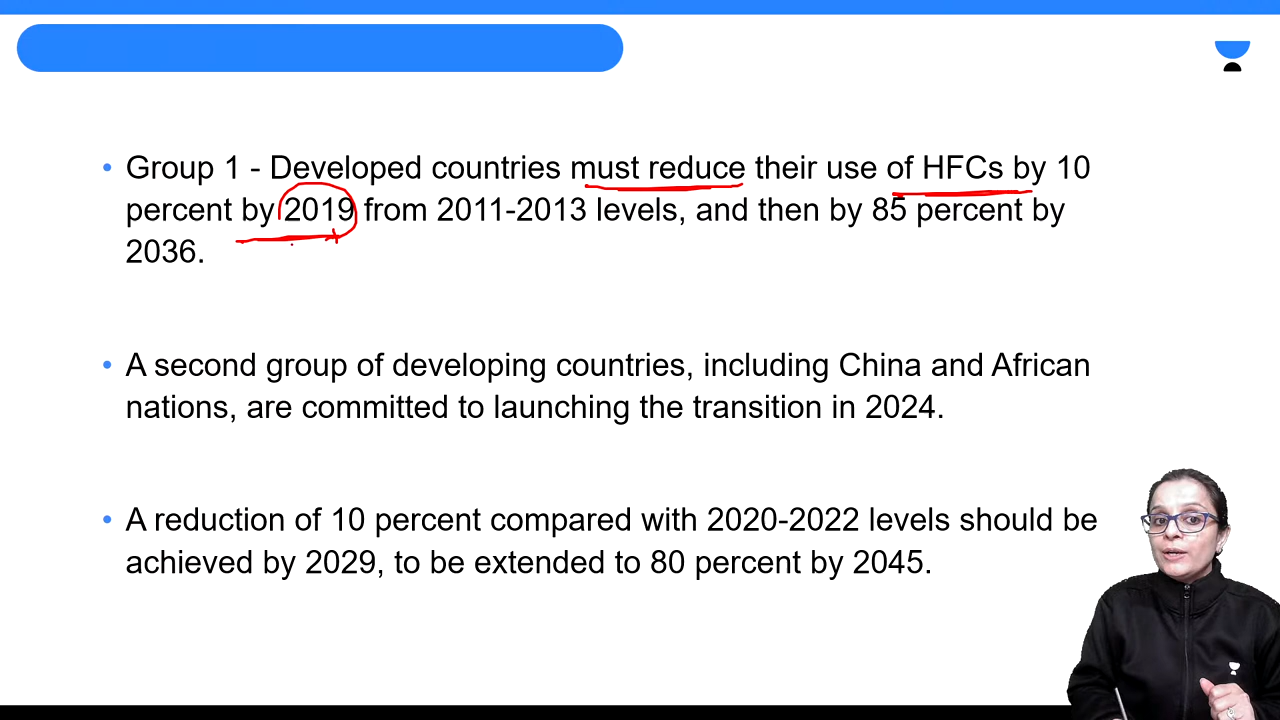 Group 1 - Developed countries must reduce their use of HFCs by 10
percent by 2019 from 2011-2013 levels, and then by 85 percent by
2036.
A second group of developing countries, including China and African
nations, are committed to launching the transition in 2024.
A reduction of 10 percent compared with 2020-2022 levels should be
achieved by 2029, to be extended to 80 percent by 2045.